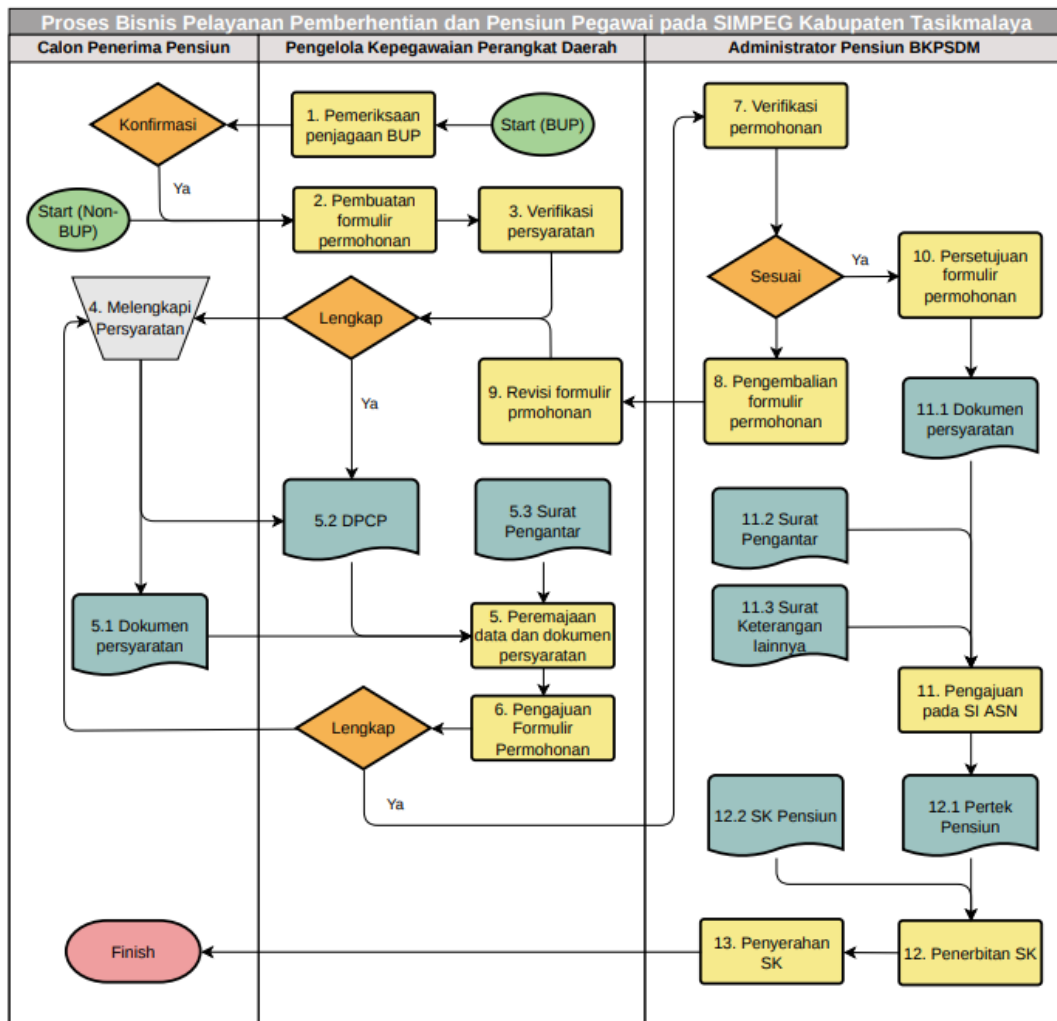 Proses Bisnis Pelayanan Pemberhentian dan Pensiun Pegawai pada SIMPEG Kabupaten Tasikmalaya
Calon Penerima Pensiun
Pengelola Kepegawaian Perangkat Daerah
Administrator Pensiun BKPSDM
Konfirmasi
1. Pemeriksaan
penjagaan BUP
Start (BUP)
7. Verifikasi
permohonan
Ya
Start (Non-
BUP)
2. Pembuatan
formulir
permohonan
3. Verifikasi
persyaratan
Sesuai
Ya
10. Persetujuan
formulir
permohonan
4. Melengkapi
Persyaratan
Lengkap
Ya
9. Revisi formulir
prmohonan
8. Pengembalian
formulir
permohonan
11.1 Dokumen
persyaratan
5.2 DPCP
5.3 Surat
Pengantar
11.2 Surat
Pengantar
5.1 Dokumen
persyaratan
5. Peremajaan
data dan dokumen
persyaratan
11.3 Surat
Keterangan
lainnya
Lengkap
6. Pengajuan
Formulir
Permohonan
11. Pengajuan
pada SI ASN
Ya
12.2 SK Pensiun
12.1 Pertek
Pensiun
Finish
13. Penyerahan
SK
12. Penerbitan SK